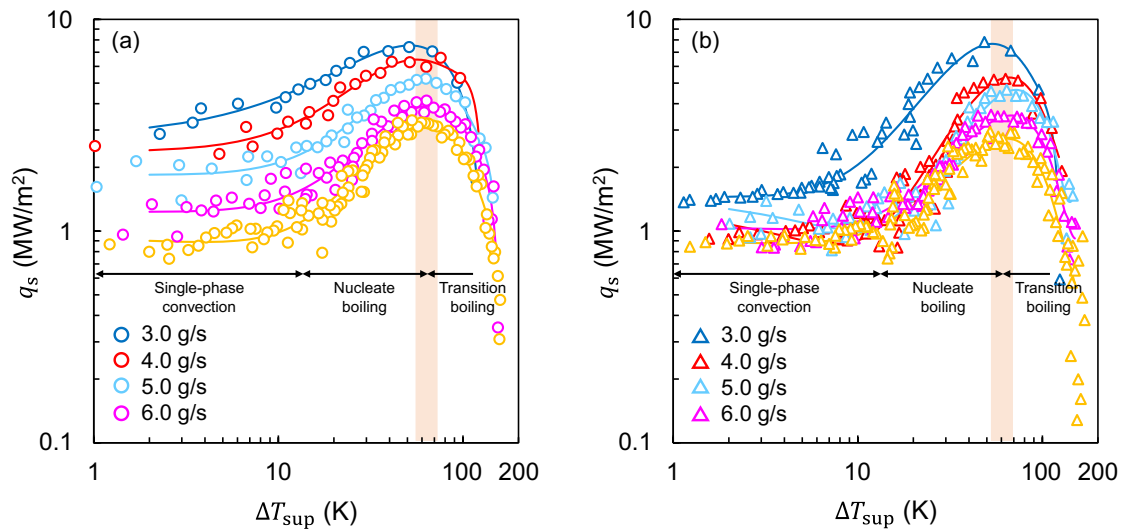 (a)
10
1
0.1
q_s (MW/m²)
Single-phase convection
Nucleate boiling
Transition boiling
3.0 g/s
4.0 g/s
5.0 g/s
6.0 g/s
1
10
100
200
ΔT_sup (K)
(b)
10
1
0.1
q_s (MW/m²)
Single-phase
convection
Nucleate
boiling
Transition
boiling
3.0 g/s
4.0 g/s
5.0 g/s
6.0 g/s
1
10
100
200
ΔT_sup (K)